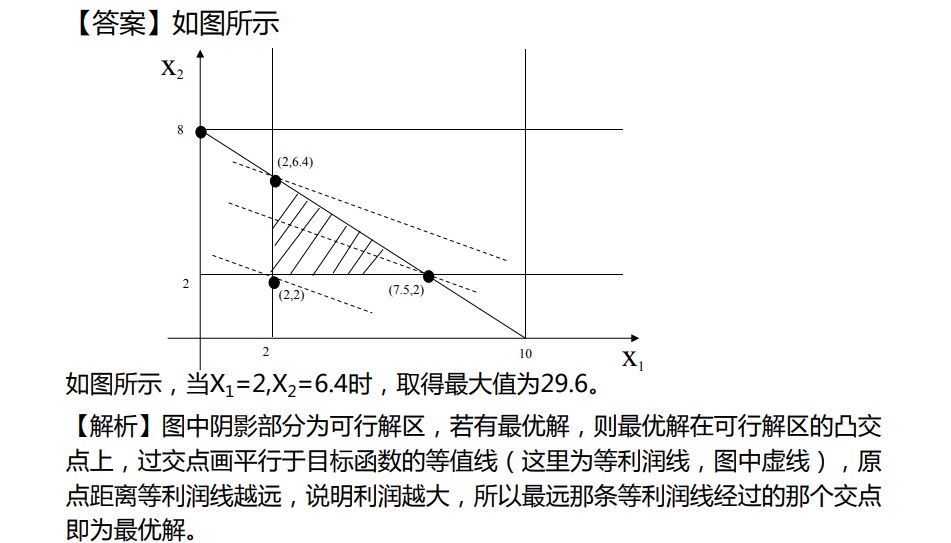 【答案】如图所示
X2
8
(2,6.4)
2
(2,2)
(7.5,2)
2
10
X1
如图所示，当X1=2,X2=6.4时，取得最大值为29.6。
【解析】图中阴影部分为可行解区，若有最优解，则最优解在可行解区的凸交
点上，过交点画平行于目标函数的等值线（这里为等利润线，图中虚线），原
点距离等利润线越远，说明利润越大，所以最远那条等利润线经过的那个交点
即为最优解。